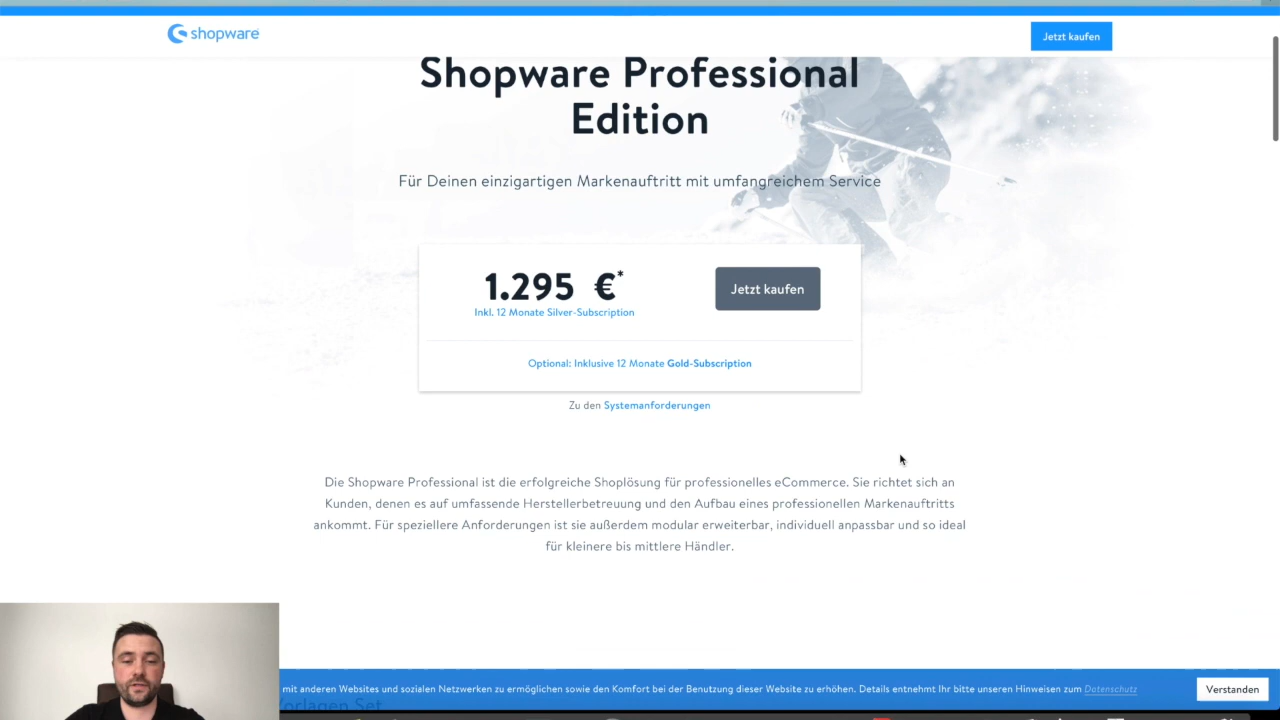 shopware
Jetzt kaufen
Shopware Professional
Edition
Für Deinen einzigartigen Markenauftritt mit umfangreichem Service
1.295 €*
Jetzt kaufen
Inkl. 12 Monate Silver-Subscription
Optional: Inklusive 12 Monate Gold-Subscription
Zu den Systemanforderungen
Die Shopware Professional ist die erfolgreiche Shoplösung für professionelles eCommerce. Sie richtet sich an
Kunden, denen es auf umfassende Herstellerbetreuung und den Aufbau eines professionellen Markenauftritts
ankommt. Für speziellere Anforderungen ist sie außerdem modular erweiterbar, individuell anpassbar und so ideal
für kleinere bis mittlere Händler.
mit anderen Websites und sozialen Netzwerken zu ermöglichen sowie den Komfort bei der Benutzung dieser Website zu erhöhen. Details entnehmt Ihr bitte unseren Hinweisen zum Datenschutz
Verstanden
Vorlagen Set